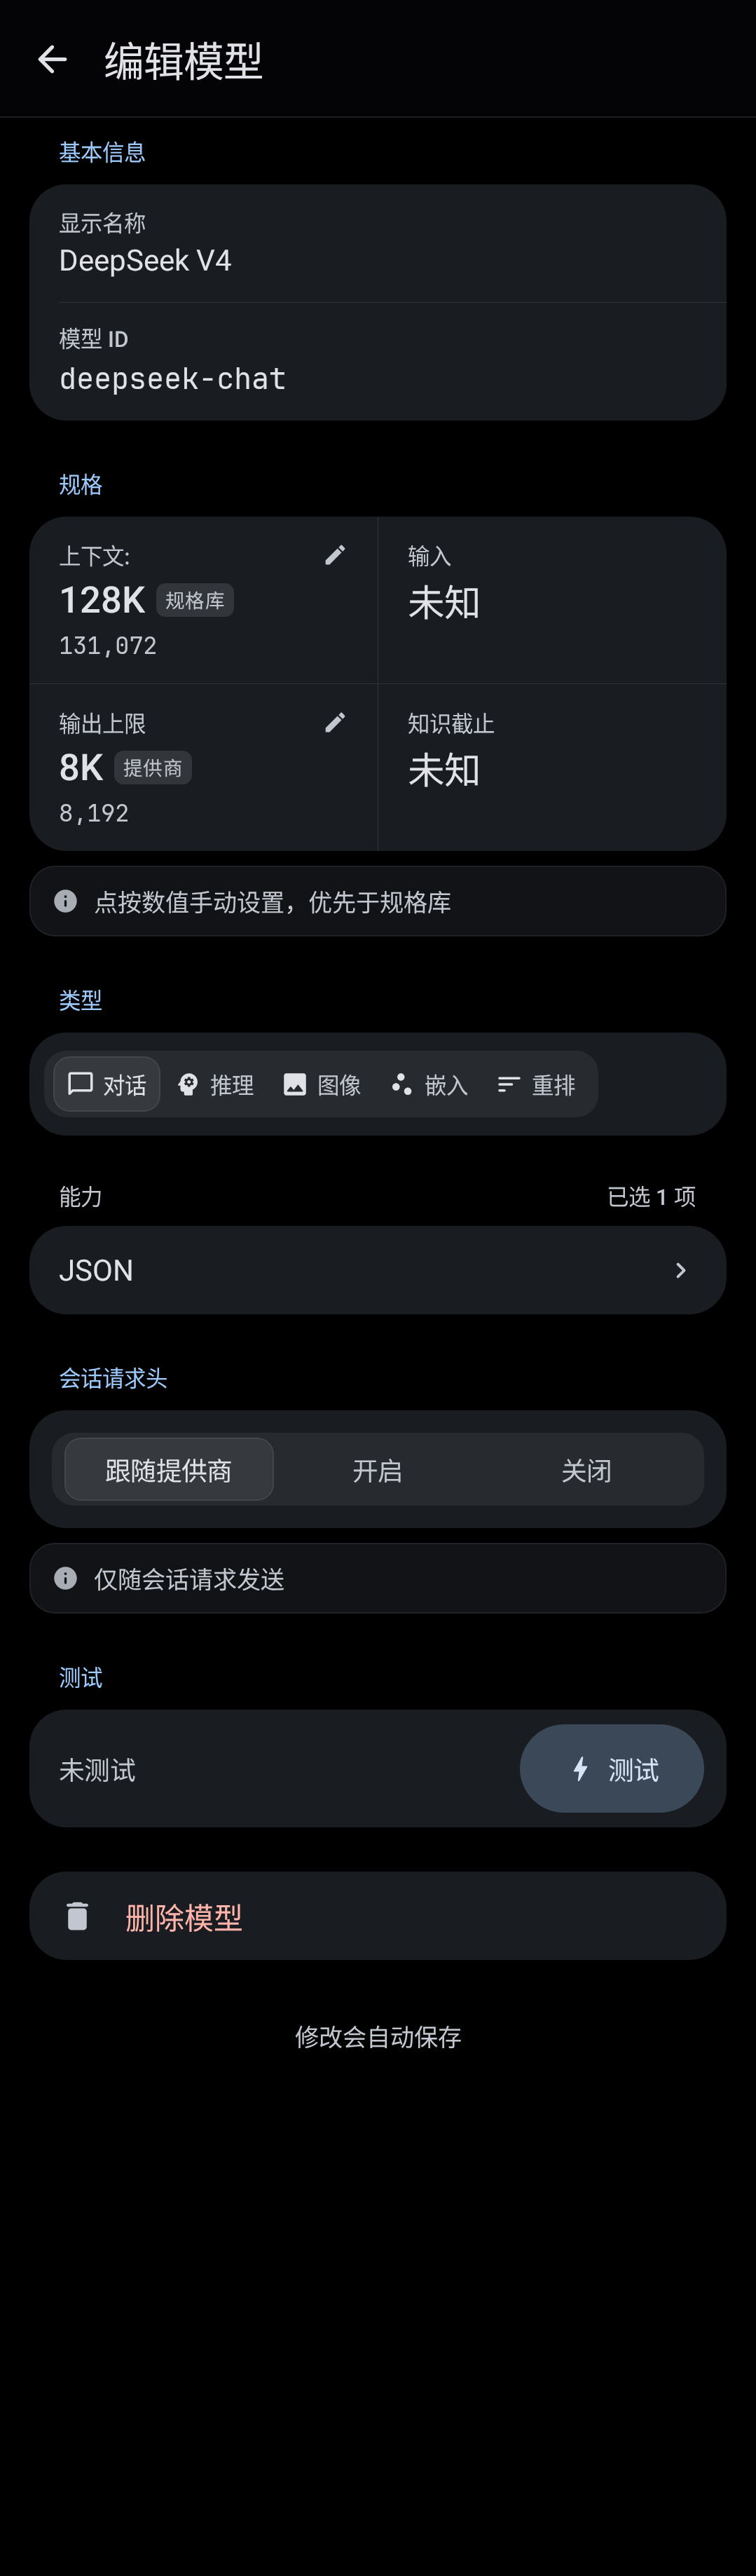 编辑模型
基本信息
显示名称
DeepSeek V4
模型 ID
deepseek-chat
规格
上下文:
128K 规格库
131,072
输入
未知
输出上限
8K 提供商
8,192
知识截止
未知
点按数值手动设置，优先于规格库
类型
对话 推理 图像 嵌入 重排
能力 已选 1 项
JSON
会话请求头
跟随提供商 开启 关闭
仅随会话请求发送
测试
未测试 测试
删除模型
修改会自动保存